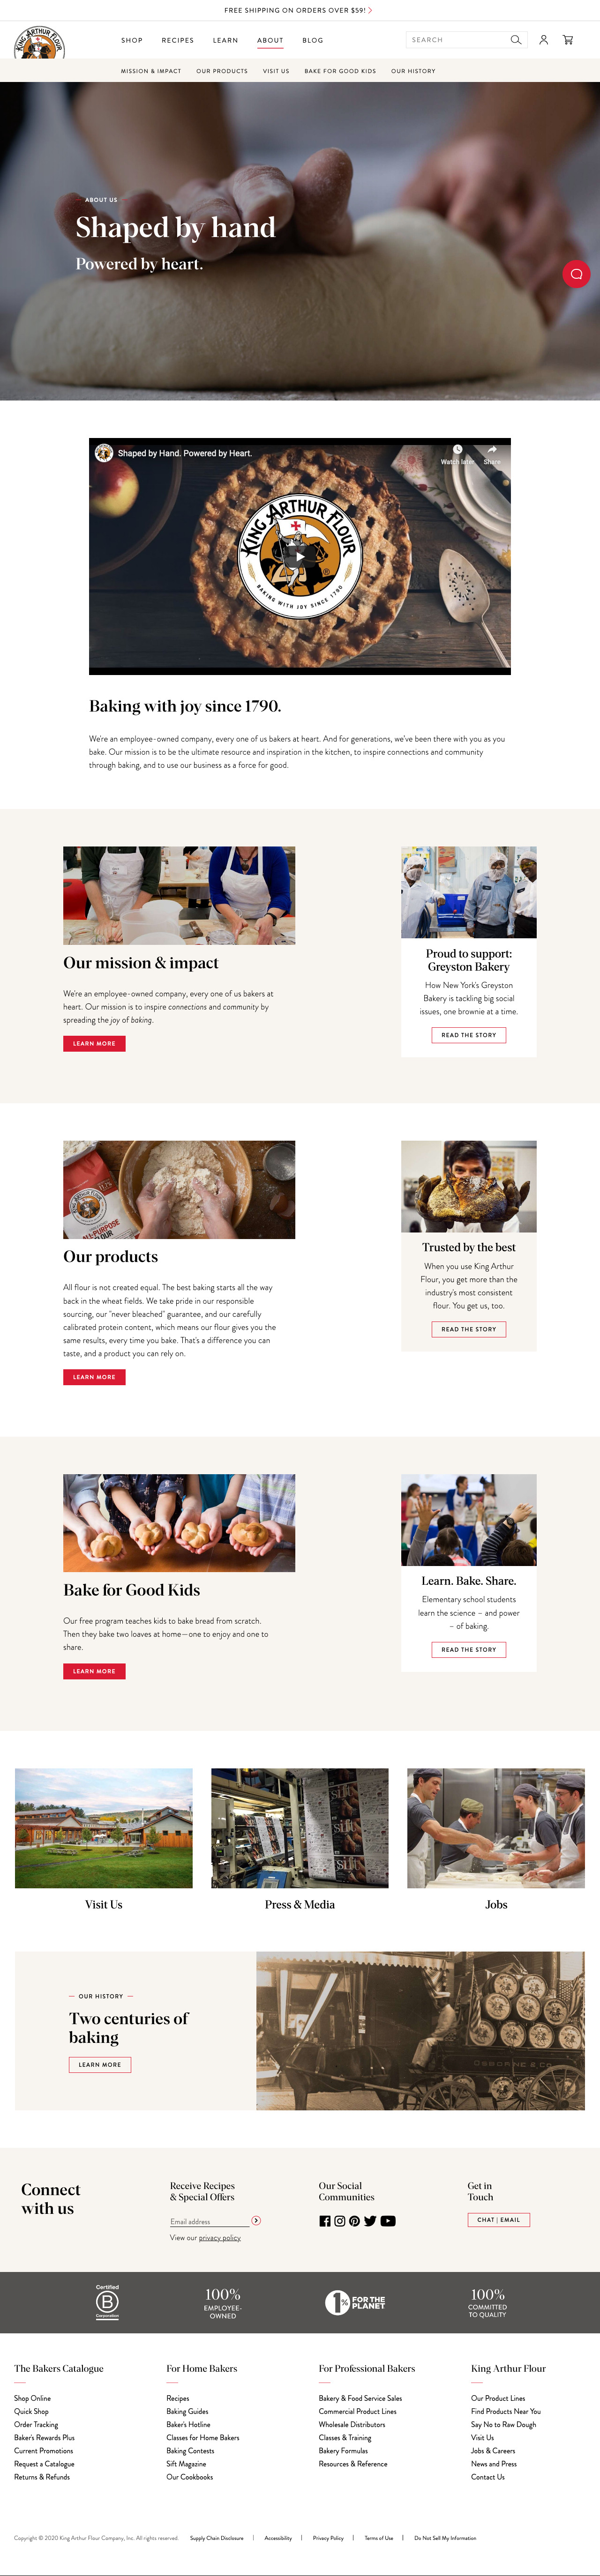 FREE SHIPPING ON ORDERS OVER $59!
KING ARTHUR FLOUR
SHOP
RECIPES
LEARN
ABOUT
BLOG
SEARCH
MISSION & IMPACT
OUR PRODUCTS
VISIT US
BAKE FOR GOOD KIDS
OUR HISTORY
ABOUT US
Shaped by hand
Powered by heart.
Shaped by Hand. Powered by Heart.
Watch later
Share
KING ARTHUR FLOUR
BAKING WITH JOY SINCE 1790
Baking with joy since 1790.
We're an employee-owned company, every one of us bakers at heart. And for generations, we've been there with you as you
bake. Our mission is to be the ultimate resource and inspiration in the kitchen, to inspire connections and community
through baking, and to use our business as a force for good.
Our mission & impact
We're an employee-owned company, every one of us bakers at
heart. Our mission is to inspire connections and community by
spreading the joy of baking.
LEARN MORE
Proud to support:
Greyston Bakery
How New York's Greyston
Bakery is tackling big social
issues, one brownie at a time.
READ THE STORY
ALL-PURPOSE
FLOUR
Our products
All flour is not created equal. The best baking starts all the way
back in the wheat fields. We take pride in our responsible
sourcing, our "never bleached" guarantee, and our carefully
calibrated protein content, which means our flour gives you the
same results, every time you bake. That's a difference you can
taste, and a product you can rely on.
LEARN MORE
Trusted by the best
When you use King Arthur
Flour, you get more than the
industry's most consistent
flour. You get us, too.
READ THE STORY
Bake for Good Kids
Our free program teaches kids to bake bread from scratch.
Then they bake two loaves at home—one to enjoy and one to
share.
LEARN MORE
Learn. Bake. Share.
Elementary school students
learn the science – and power
– of baking.
READ THE STORY
sift
Visit Us
Press & Media
Jobs
OUR HISTORY
Two centuries of
baking
LEARN MORE
OSBORNE & CO
Connect
with us
Receive Recipes
& Special Offers
Email address
View our privacy policy
Our Social
Communities
Get in
Touch
CHAT | EMAIL
Certified
B
Corporation
100%
EMPLOYEE-
OWNED
1% FOR THE
PLANET
100%
COMMITTED
TO QUALITY
The Bakers Catalogue
Shop Online
Quick Shop
Order Tracking
Baker's Rewards Plus
Current Promotions
Request a Catalogue
Returns & Refunds
For Home Bakers
Recipes
Baking Guides
Baker's Hotline
Classes for Home Bakers
Baking Contests
Sift Magazine
Our Cookbooks
For Professional Bakers
Bakery & Food Service Sales
Commercial Product Lines
Wholesale Distributors
Classes & Training
Bakery Formulas
Resources & Reference
King Arthur Flour
Our Product Lines
Find Products Near You
Say No to Raw Dough
Visit Us
Jobs & Careers
News and Press
Contact Us
Copyright © 2020 King Arthur Flour Company, Inc. All rights reserved.
Supply Chain Disclosure
Accessibility
Privacy Policy
Terms of Use
Do Not Sell My Information